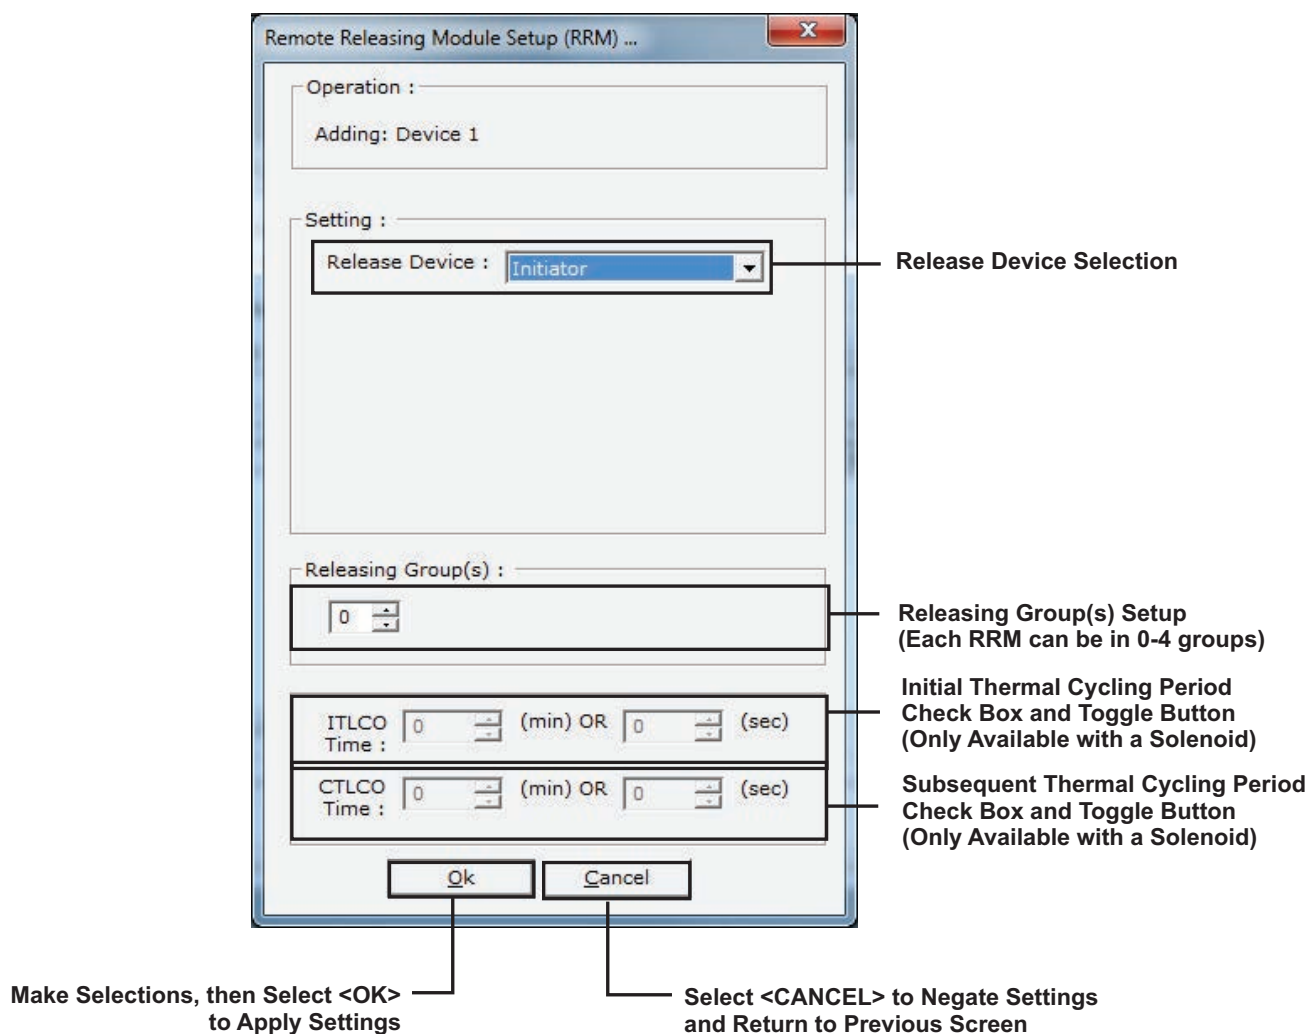 Remote Releasing Module Setup (RRM) ...
Operation :
Adding: Device 1
Setting :
Release Device : Initiator
Release Device Selection
Releasing Group(s) :
0
Releasing Group(s) Setup
(Each RRM can be in 0-4 groups)
Initial Thermal Cycling Period
Check Box and Toggle Button
(Only Available with a Solenoid)
ITLCO
Time :
0 (min) OR 0 (sec)
CTLCO
Time :
0 (min) OR 0 (sec)
Subsequent Thermal Cycling Period
Check Box and Toggle Button
(Only Available with a Solenoid)
Ok
Cancel
Make Selections, then Select <OK>
to Apply Settings
Select <CANCEL> to Negate Settings
and Return to Previous Screen